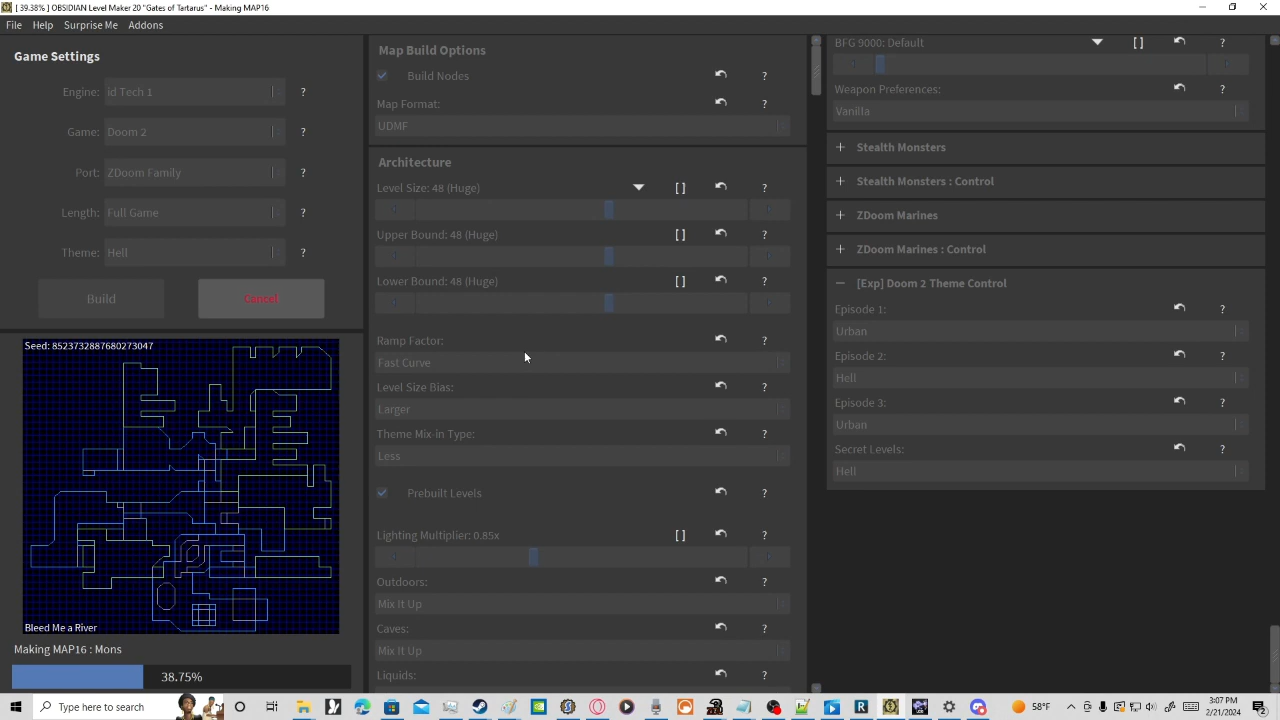 [ 39.38% ] OBSIDIAN Level Maker 20 "Gates of Tartarus" - Making MAP16
File Help Surprise Me Addons
Game Settings
Engine: id Tech 1 ?
Game: Doom 2 ?
Port: ZDoom Family ?
Length: Full Game ?
Theme: Hell ?
Build Cancel
Seed: 8523732887680273047
Bleed Me a River
Making MAP16 : Mons
38.75%
Map Build Options
Build Nodes ?
Map Format: ?
UDMF
Architecture
Level Size: 48 (Huge) [ ] ?
Upper Bound: 48 (Huge) [ ] ?
Lower Bound: 48 (Huge) [ ] ?
Ramp Factor: ?
Fast Curve
Level Size Bias: ?
Larger
Theme Mix-in Type: ?
Less
Prebuilt Levels ?
Lighting Multiplier: 0.85x [ ] ?
Outdoors: ?
Mix It Up
Caves: ?
Mix It Up
Liquids: ?
BFG 9000: Default [ ] ?
Weapon Preferences: ?
Vanilla
+ Stealth Monsters
+ Stealth Monsters : Control
+ ZDoom Marines
+ ZDoom Marines : Control
− [Exp] Doom 2 Theme Control
Episode 1: ?
Urban
Episode 2: ?
Hell
Episode 3: ?
Urban
Secret Levels: ?
Hell
Type here to search
58°F
3:07 PM
2/21/2024